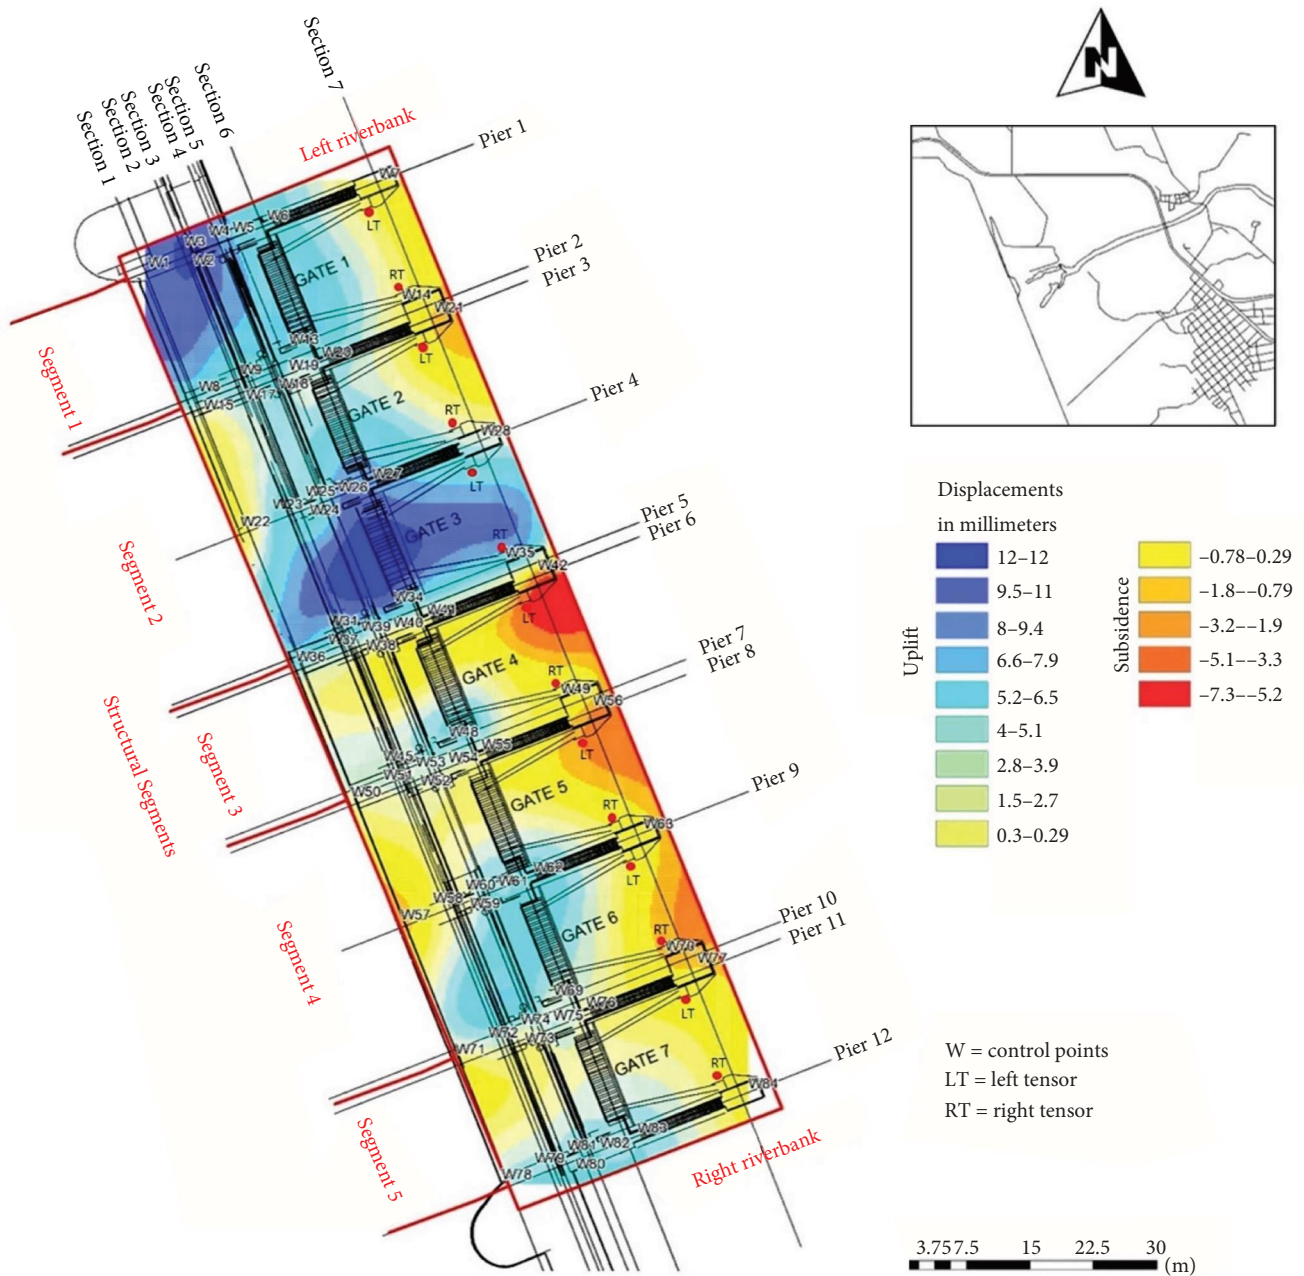 Section 1
Section 2
Section 3
Section 4
Section 5
Section 6
Section 7
Left riverbank
Pier 1
Pier 2
Pier 3
Pier 4
Pier 5
Pier 6
Pier 7
Pier 8
Pier 9
Pier 10
Pier 11
Pier 12
Right riverbank
Segment 1
Segment 2
Structural Segments
Segment 3
Segment 4
Segment 5
W7
LT
W6
W5
W4
W3
W2
W1
GATE 1
RT
W14
W21
LT
W13
W20
W19
W18
W9
W17
W8
W15
GATE 2
RT
W28
LT
W27
W26
W25
W24
W23
W22
GATE 3
RT
W35
W42
LT
W34
W41
W40
W39
W31
W37
W38
W36
GATE 4
RT
W49
W56
LT
W48
W55
W54
W45
W53
W51
W52
W50
GATE 5
RT
W63
LT
W62
W61
W60
W59
W58
W57
GATE 6
RT
W70
W77
LT
W69
W76
W75
W74
W73
W72
W71
GATE 7
RT
W84
W83
W82
W81
W80
W79
W78
N
Displacements
in millimeters
Uplift
12–12
9.5–11
8–9.4
6.6–7.9
5.2–6.5
4–5.1
2.8–3.9
1.5–2.7
0.3–0.29
Subsidence
–0.78–0.29
–1.8––0.79
–3.2––1.9
–5.1––3.3
–7.3––5.2
W = control points
LT = left tensor
RT = right tensor
3.75 7.5 15 22.5 30
(m)